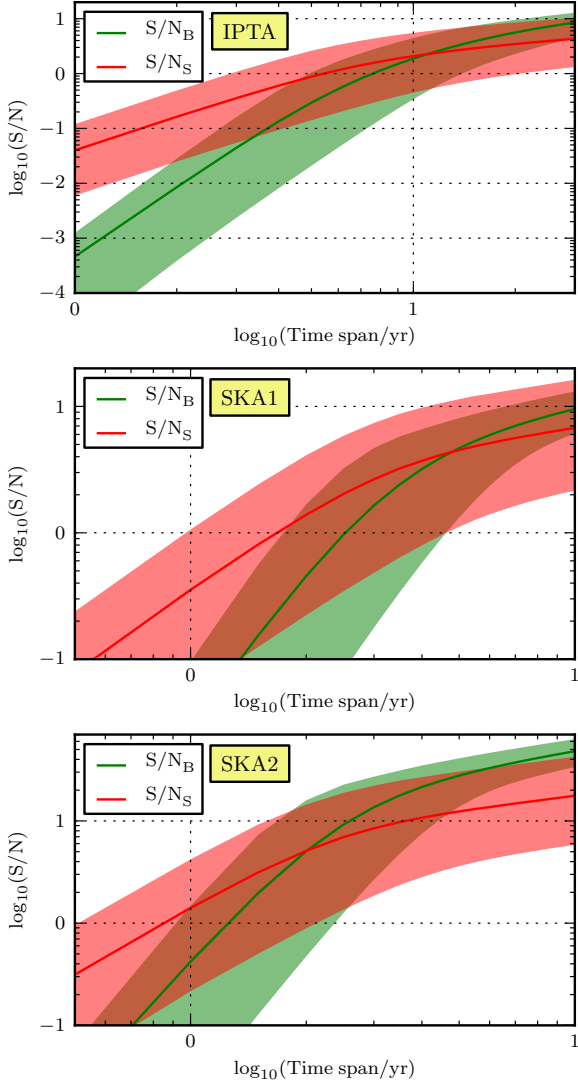 S/N_B
S/N_S
IPTA
1
0
−1
−2
−3
−4
log₁₀(S/N)
0
1
log₁₀(Time span/yr)
S/N_B
S/N_S
SKA1
1
0
−1
log₁₀(S/N)
0
1
log₁₀(Time span/yr)
S/N_B
S/N_S
SKA2
1
0
−1
log₁₀(S/N)
0
1
log₁₀(Time span/yr)